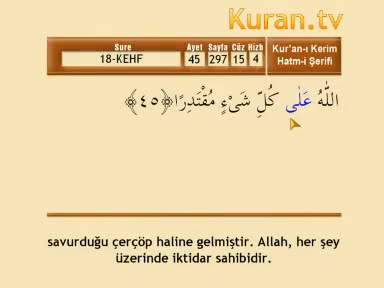 Kuran.tv
Sure Ayet Sayfa Cüz Hizb
18-KEHF 45 297 15 4
Kur'an-ı Kerim
Hatm-i Şerifi
اللّٰهُ عَلٰى كُلِّ شَىْءٍ مُقْتَدِرًا ﴿٤٥﴾
savurduğu çerçöp haline gelmiştir. Allah, her şey
üzerinde iktidar sahibidir.